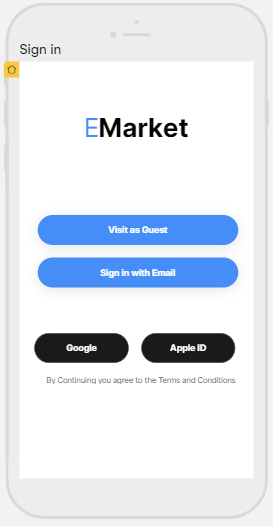 Sign in
EMarket
Visit as Guest
Sign in with Email
Google
Apple ID
By Continuing you agree to the Terms and Conditions